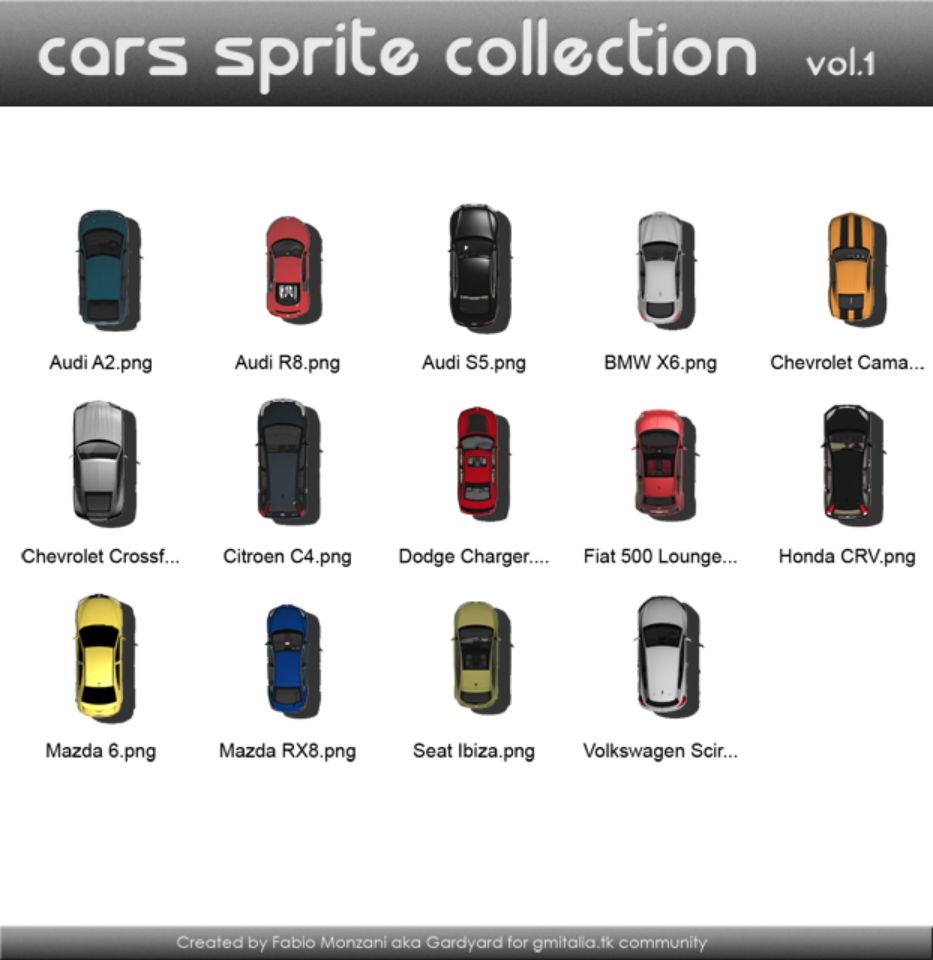 cars sprite collection vol.1
Audi A2.png Audi R8.png Audi S5.png BMW X6.png Chevrolet Cama...
Chevrolet Crossf... Citroen C4.png Dodge Charger.... Fiat 500 Lounge... Honda CRV.png
Mazda 6.png Mazda RX8.png Seat Ibiza.png Volkswagen Scir...
Created by Fabio Monzani aka Gardyard for gmitalia.tk community